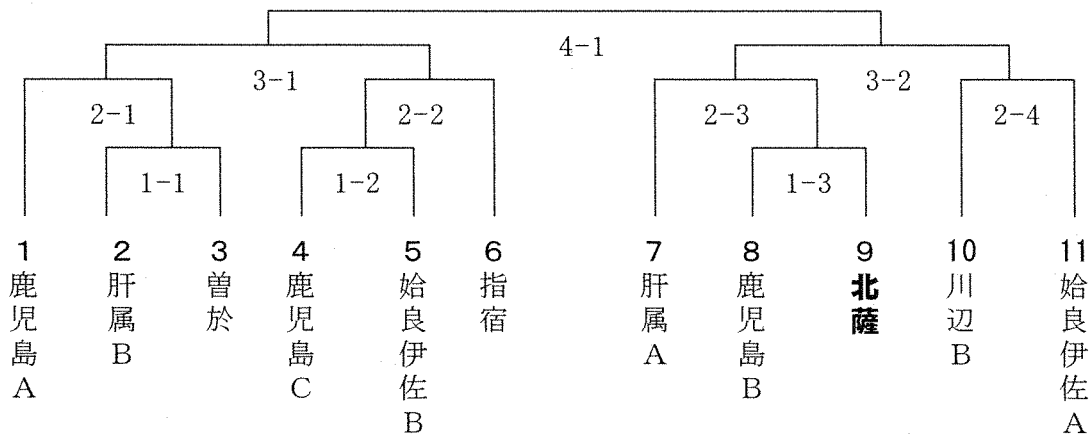 4-1
3-1
3-2
2-1
2-2
2-3
2-4
1-1
1-2
1-3
1 鹿児島A
2 肝属B
3 曽於
4 鹿児島C
5 姶良伊佐B
6 指宿
7 肝属A
8 鹿児島B
9 北薩
10 川辺B
11 姶良伊佐A